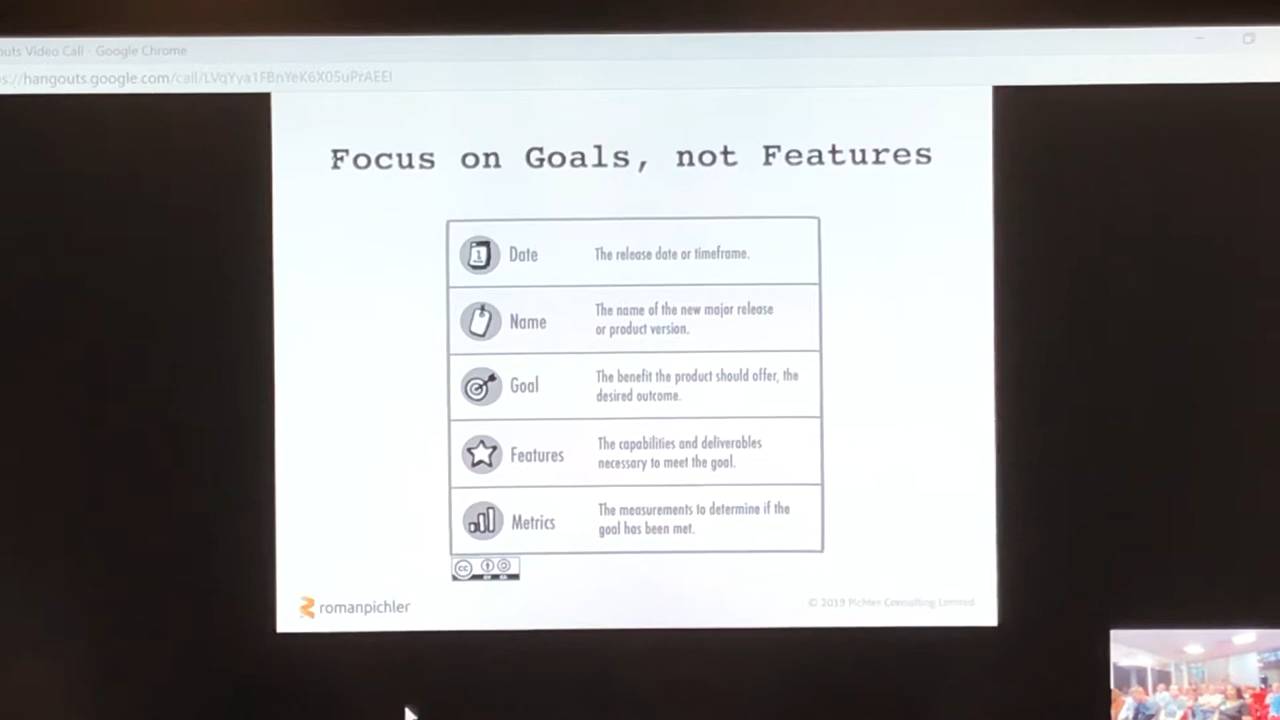 outs Video Call - Google Chrome
s://hangouts.google.com/call/LVqYya1FBnYeK6X05uPrAEEI
Focus on Goals, not Features
Date The release date or timeframe.
Name The name of the new major release
or product version.
Goal The benefit the product should offer, the
desired outcome.
Features The capabilities and deliverables
necessary to meet the goal.
Metrics The measurements to determine if the
goal has been met.
cc
romanpichler
© 2019 Pichler Consulting Limited